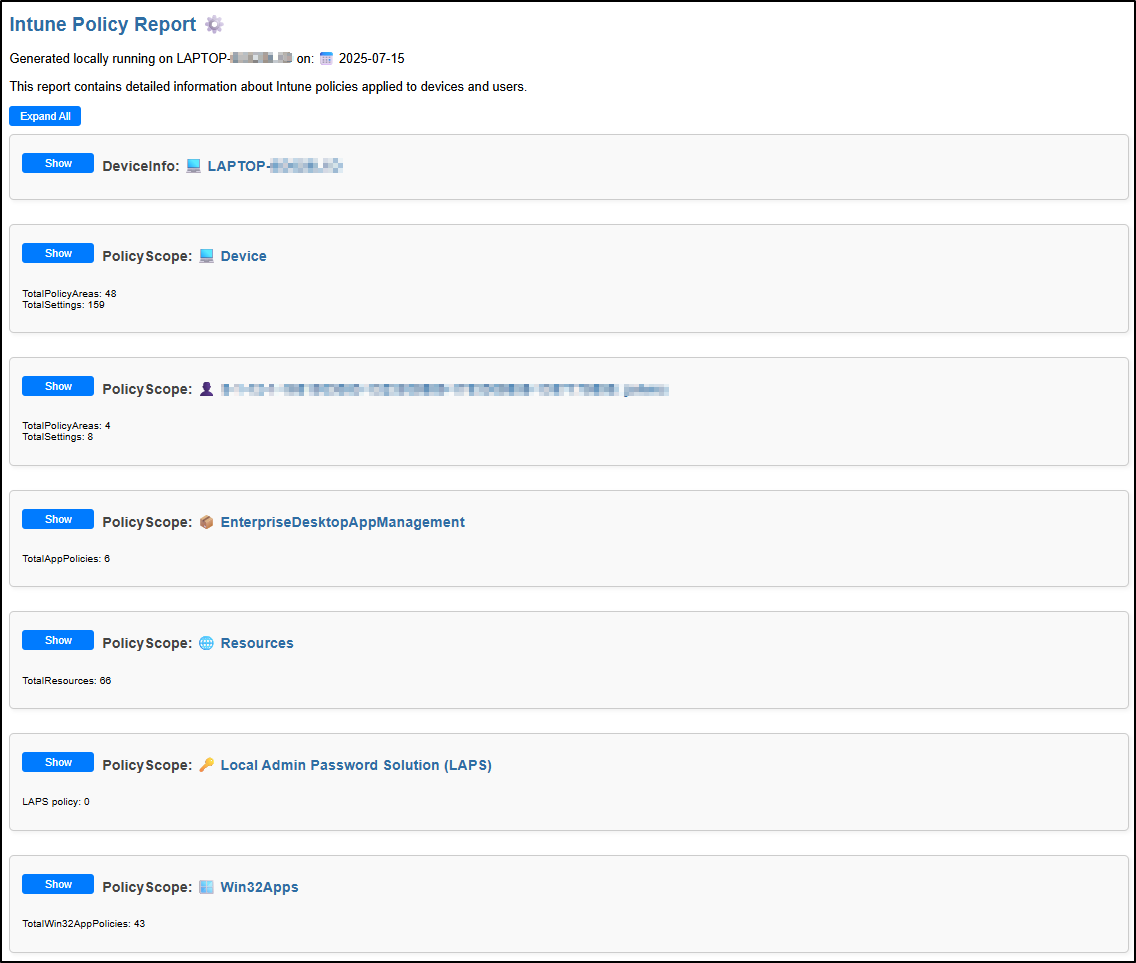 Intune Policy Report
Generated locally running on LAPTOP- on: 2025-07-15
This report contains detailed information about Intune policies applied to devices and users.
Expand All
Show DeviceInfo: LAPTOP-
Show PolicyScope: Device
TotalPolicyAreas: 48
TotalSettings: 159
Show PolicyScope:
TotalPolicyAreas: 4
TotalSettings: 8
Show PolicyScope: EnterpriseDesktopAppManagement
TotalAppPolicies: 6
Show PolicyScope: Resources
TotalResources: 66
Show PolicyScope: Local Admin Password Solution (LAPS)
LAPS policy: 0
Show PolicyScope: Win32Apps
TotalWin32AppPolicies: 43